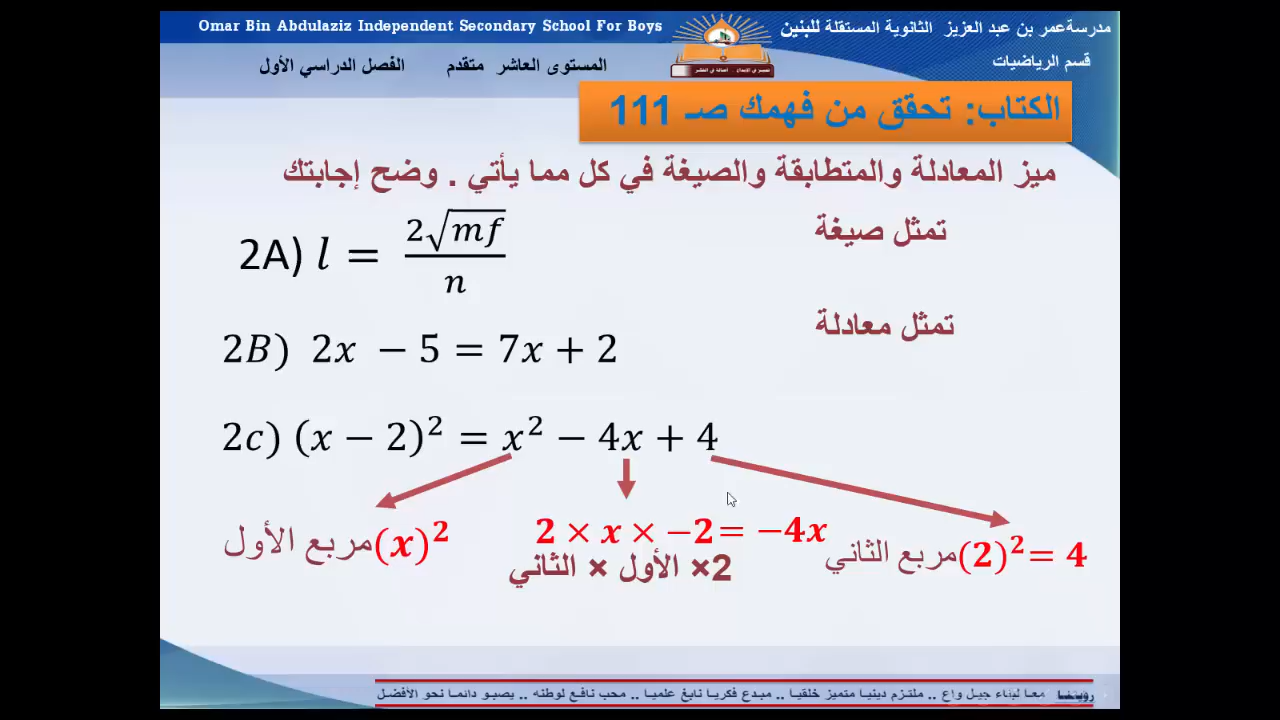 Omar Bin Abdulaziz Independent Secondary School For Boys
مدرسةعمر بن عبد العزيز الثانوية المستقلة للبنين
قسم الرياضيات
المستوى العاشر متقدم الفصل الدراسي الأول
الكتاب: تحقق من فهمك صـ 111
ميز المعادلة والمتطابقة والصيغة في كل مما يأتي . وضح إجابتك
2A) l = 2√mf / n
تمثل صيغة
2B) 2x − 5 = 7x + 2
تمثل معادلة
2c) (x − 2)² = x² − 4x + 4
مربع الأول (x)²
2 × x × −2 = −4x
2× الأول × الثاني
مربع الثاني (2)² = 4
رؤيتنا معا لبناء جيل واع .. ملتزم دينيا متميز خلقيا .. مبدع فكريا نابغ علميا .. محب نافع لوطنه .. يصبو دائما نحو الأفضل